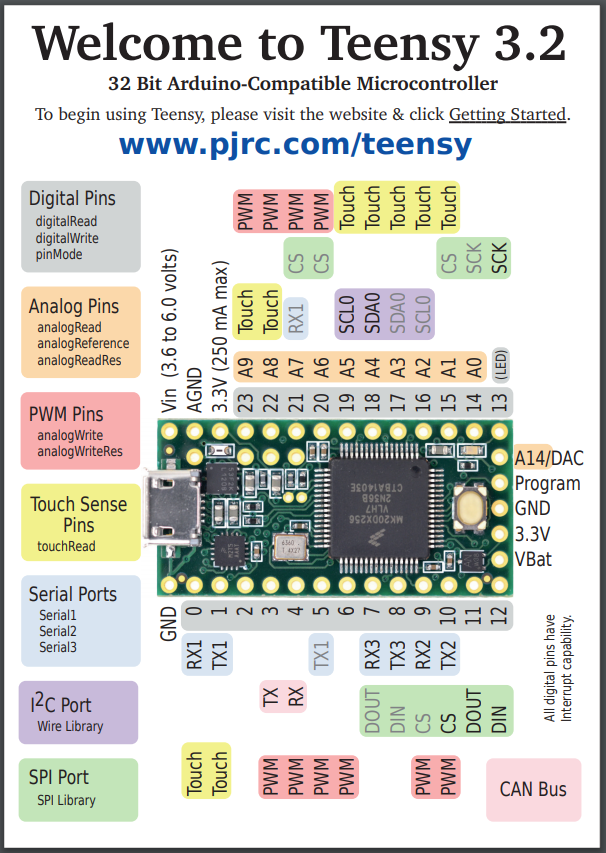 Welcome to Teensy 3.2
32 Bit Arduino-Compatible Microcontroller
To begin using Teensy, please visit the website & click Getting Started.
www.pjrc.com/teensy
Digital Pins
digitalRead
digitalWrite
pinMode
Analog Pins
analogRead
analogReference
analogReadRes
PWM Pins
analogWrite
analogWriteRes
Touch Sense
Pins
touchRead
Serial Ports
Serial1
Serial2
Serial3
I2C Port
Wire Library
SPI Port
SPI Library
PWM PWM PWM PWM Touch Touch Touch Touch Touch
CS CS CS SCK SCK
Touch Touch RX1 SCL0 SDA0 SDA0 SCL0
A9 A8 A7 A6 A5 A4 A3 A2 A1 A0 (LED)
Vin (3.6 to 6.0 volts)
AGND
3.3V (250 mA max)
23 22 21 20 19 18 17 16 15 14 13
MK20DX256
VLH7
2N36B
CTBA1403E
A14/DAC
Program
GND
3.3V
VBat
GND 0 1 2 3 4 5 6 7 8 9 10 11 12
RX1 TX1 TX1 RX3 TX3 RX2 TX2
TX RX DOUT DIN CS CS DOUT DIN
Touch Touch PWM PWM PWM PWM PWM PWM
All digital pins have
Interrupt capability.
CAN Bus